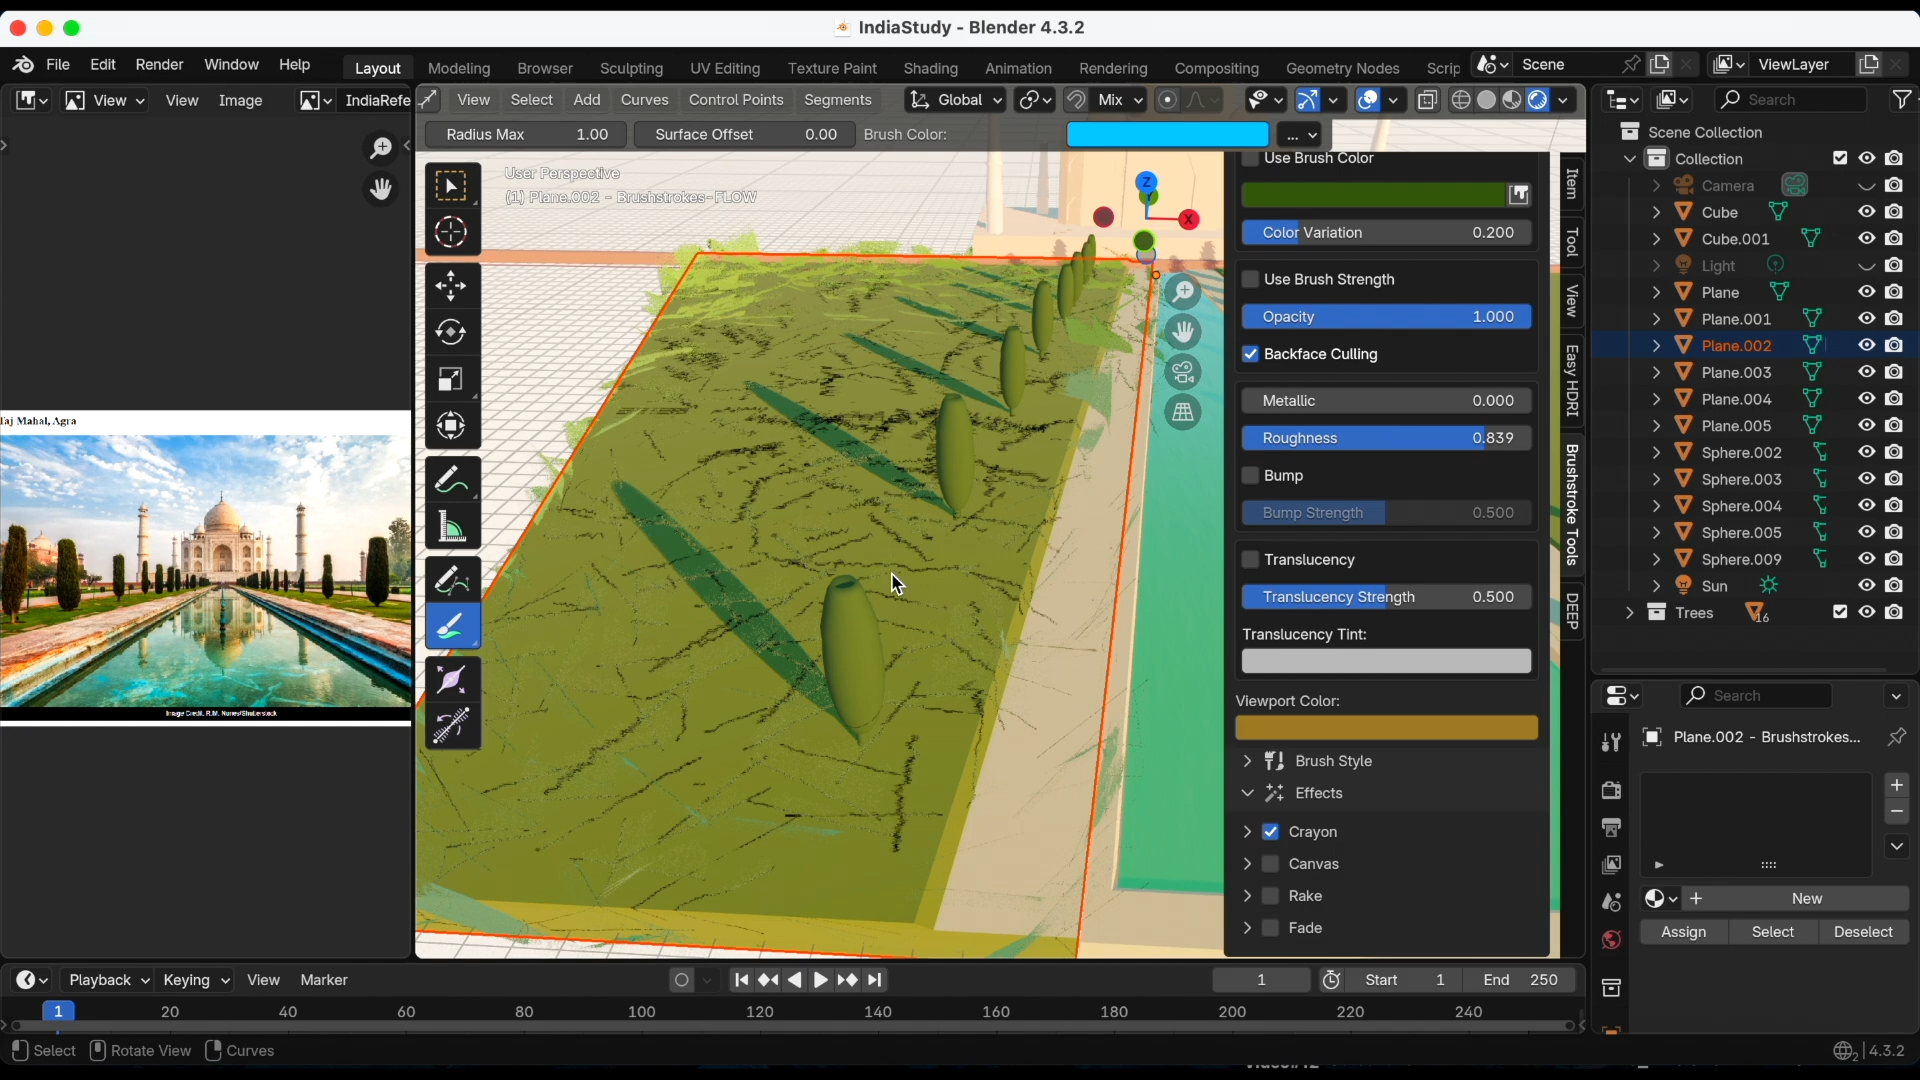 IndiaStudy - Blender 4.3.2
File Edit Render Window Help Layout Modeling Browser Sculpting UV Editing Texture Paint Shading Animation Rendering Compositing Geometry Nodes Scrip Scene ViewLayer
View View Image IndiaRefe View Select Add Curves Control Points Segments Global Mix Search
Radius Max 1.00 Surface Offset 0.00 Brush Color: ...
User Perspective
(1) Plane.002 - Brushstrokes-FLOW
Z
Y
X
Taj Mahal, Agra
Image Credit, R.M. Nunes/Shutterstock
Use Brush Color
Color Variation 0.200
Use Brush Strength
Opacity 1.000
Backface Culling
Metallic 0.000
Roughness 0.839
Bump
Bump Strength 0.500
Translucency
Translucency Strength 0.500
Translucency Tint:
Viewport Color:
Brush Style
Effects
Crayon
Canvas
Rake
Fade
Item
Tool
View
Easy HDRI
Brushstroke Tools
DEEP
Scene Collection
Collection
Camera
Cube
Cube.001
Light
Plane
Plane.001
Plane.002
Plane.003
Plane.004
Plane.005
Sphere.002
Sphere.003
Sphere.004
Sphere.005
Sphere.009
Sun
Trees 16
Search
Plane.002 - Brushstrokes...
New
Assign Select Deselect
Playback Keying View Marker 1 Start 1 End 250
1 20 40 60 80 100 120 140 160 180 200 220 240
Select Rotate View Curves 2 4.3.2